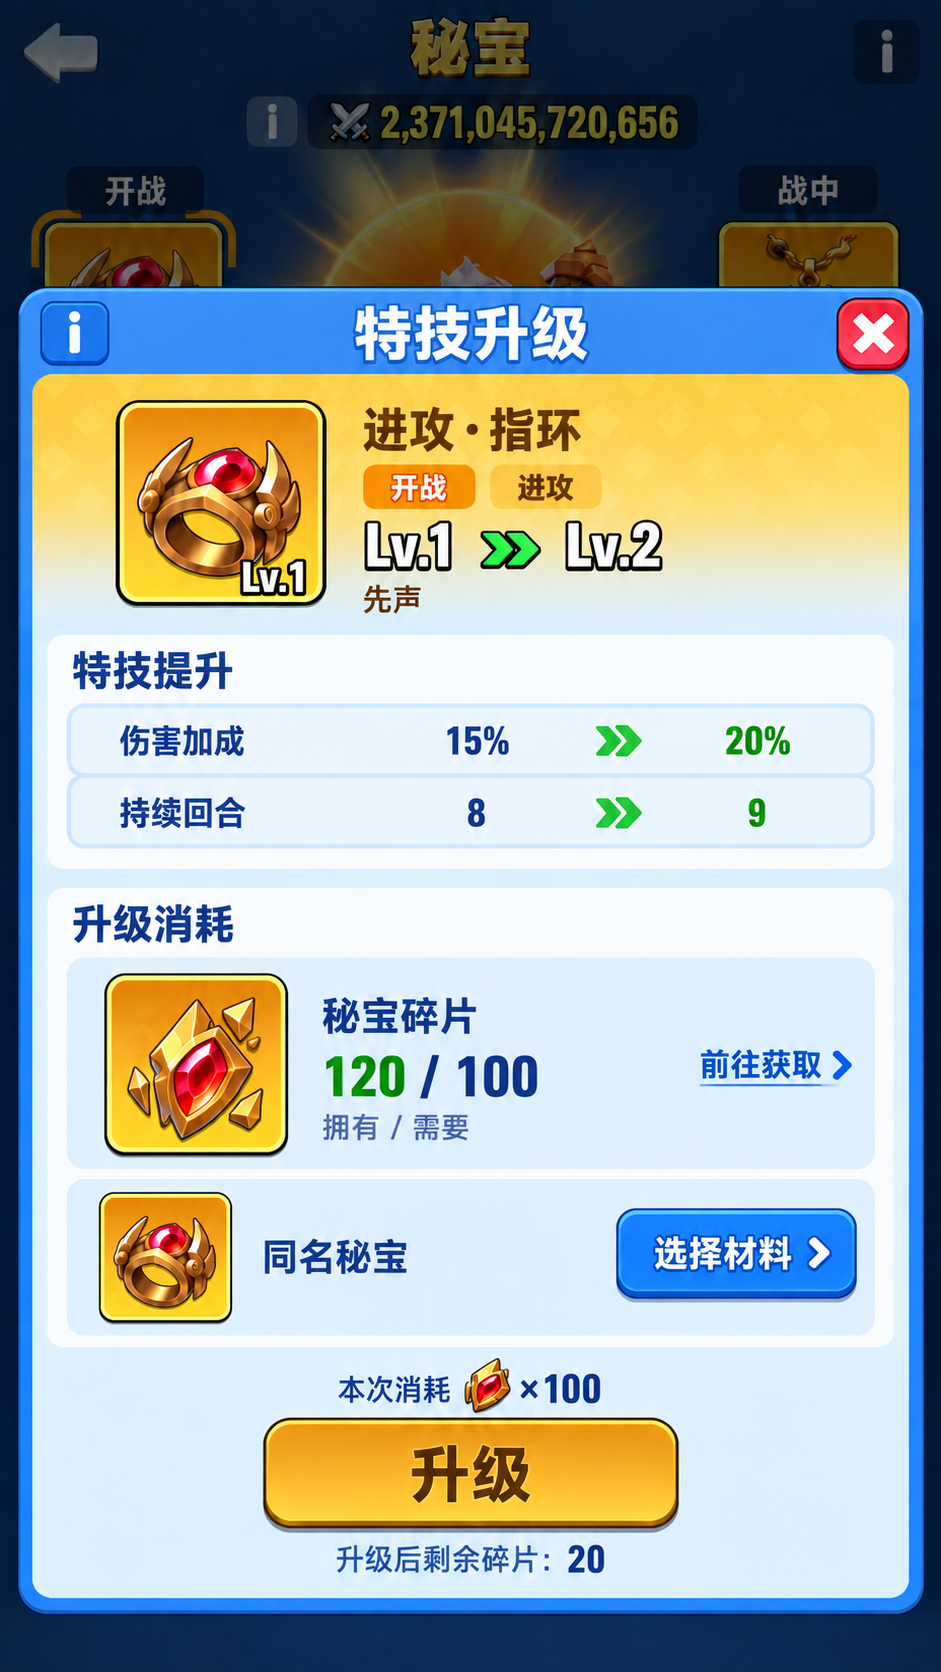 秘宝
i
i 2,371,045,720,656
开战
战中
i
特技升级
进攻·指环
开战 进攻
Lv.1 Lv.2
Lv.1
先声
特技提升
伤害加成 15% 20%
持续回合 8 9
升级消耗
秘宝碎片
120 / 100
前往获取
拥有 / 需要
同名秘宝
选择材料
本次消耗 ×100
升级
升级后剩余碎片：20